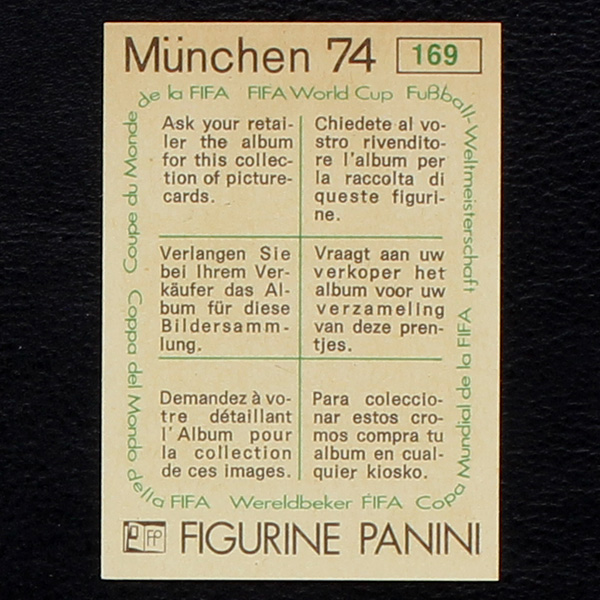 München 74 169
Coupe du Monde de la FIFA FIFA World Cup Fußball-Weltmeisterschaft
Ask your retai-
ler the album
for this collec-
tion of picture-
cards.
Chiedete al vo-
stro rivendito-
re l'album per
la raccolta di
queste figuri-
ne.
Verlangen Sie
bei Ihrem Ver-
käufer das Al-
bum für diese
Bildersamm-
lung.
Vraagt aan uw
verkoper het
album voor uw
verzameling
van deze pren-
tjes.
Demandez à vo-
tre détaillant
l'Album pour
la collection
de ces images.
Para coleccio-
nar estos cro-
mos compra tu
album en cual-
quier kiosko.
Coppa del Mondo della FIFA Wereldbeker FIFA Copa Mundial de la FIFA
FP FIGURINE PANINI